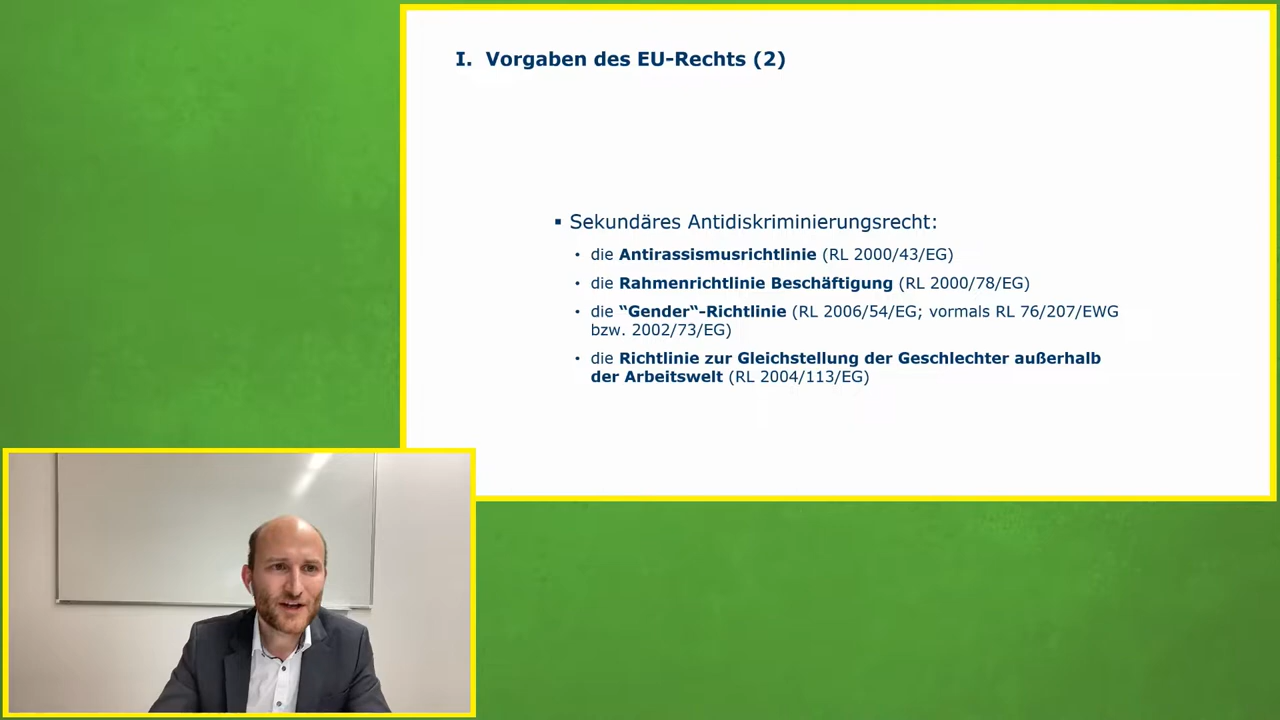 I. Vorgaben des EU-Rechts (2)
▪ Sekundäres Antidiskriminierungsrecht:
• die Antirassismusrichtlinie (RL 2000/43/EG)
• die Rahmenrichtlinie Beschäftigung (RL 2000/78/EG)
• die “Gender“-Richtlinie (RL 2006/54/EG; vormals RL 76/207/EWG
bzw. 2002/73/EG)
• die Richtlinie zur Gleichstellung der Geschlechter außerhalb
der Arbeitswelt (RL 2004/113/EG)